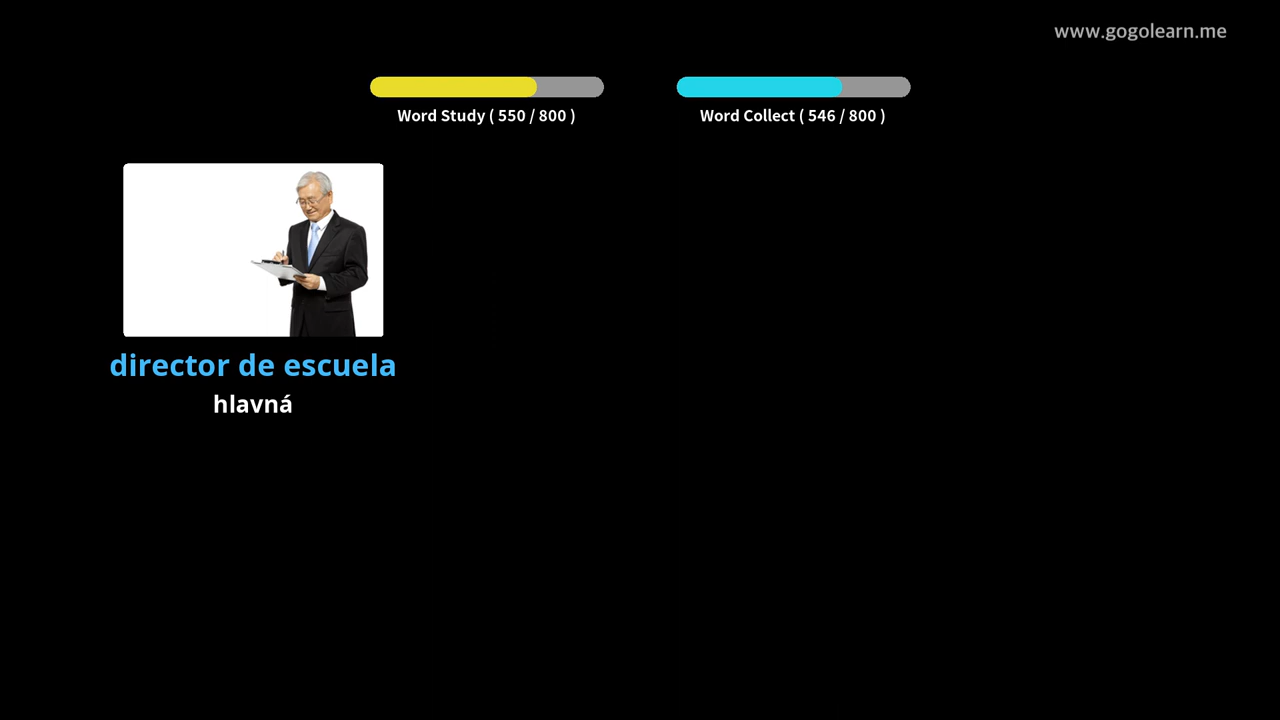 www.gogolearn.me
Word Study ( 550 / 800 )
Word Collect ( 546 / 800 )
director de escuela
hlavná